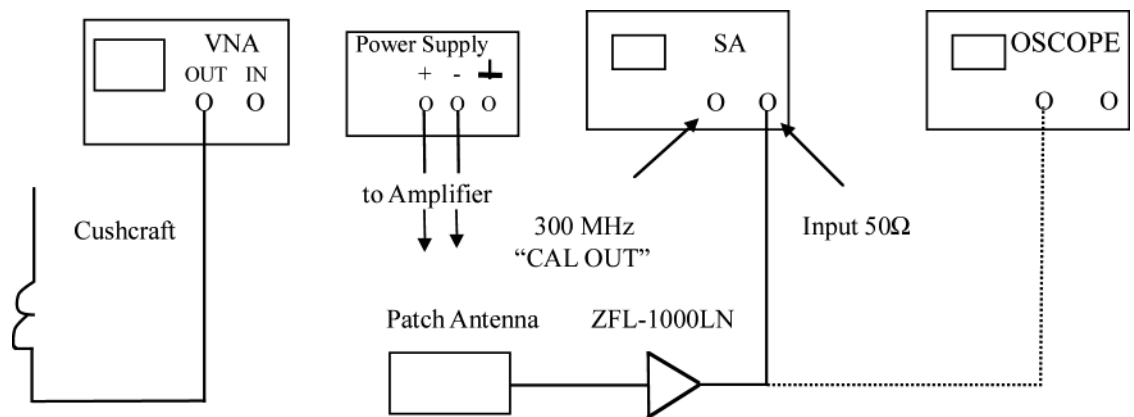 VNA
OUT IN
O O
Power Supply
+ -
O O O
SA
O O
OSCOPE
O O
to Amplifier
Cushcraft
300 MHz
“CAL OUT”
Input 50Ω
Patch Antenna
ZFL-1000LN